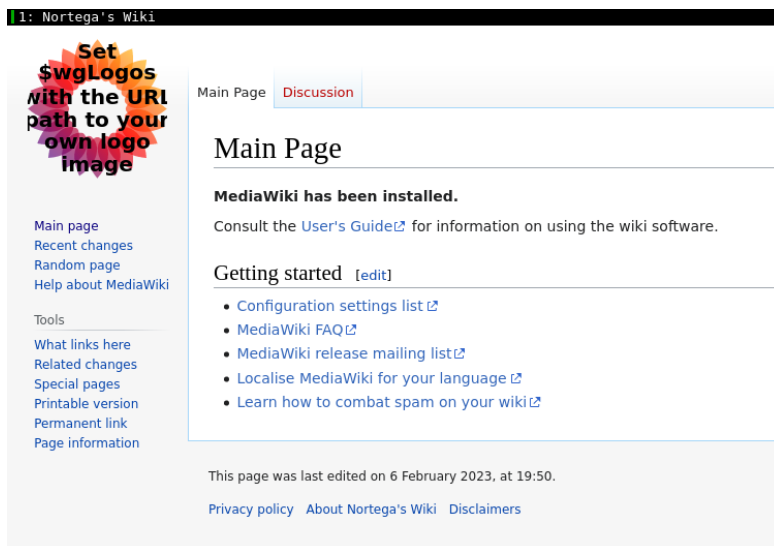 1: Nortega's Wiki
Set
$wgLogos
with the URL
path to your
own logo
image
Main Page Discussion
Main Page
MediaWiki has been installed.
Consult the User's Guide for information on using the wiki software.
Getting started [edit]
• Configuration settings list
• MediaWiki FAQ
• MediaWiki release mailing list
• Localise MediaWiki for your language
• Learn how to combat spam on your wiki
Main page
Recent changes
Random page
Help about MediaWiki
Tools
What links here
Related changes
Special pages
Printable version
Permanent link
Page information
This page was last edited on 6 February 2023, at 19:50.
Privacy policy About Nortega's Wiki Disclaimers